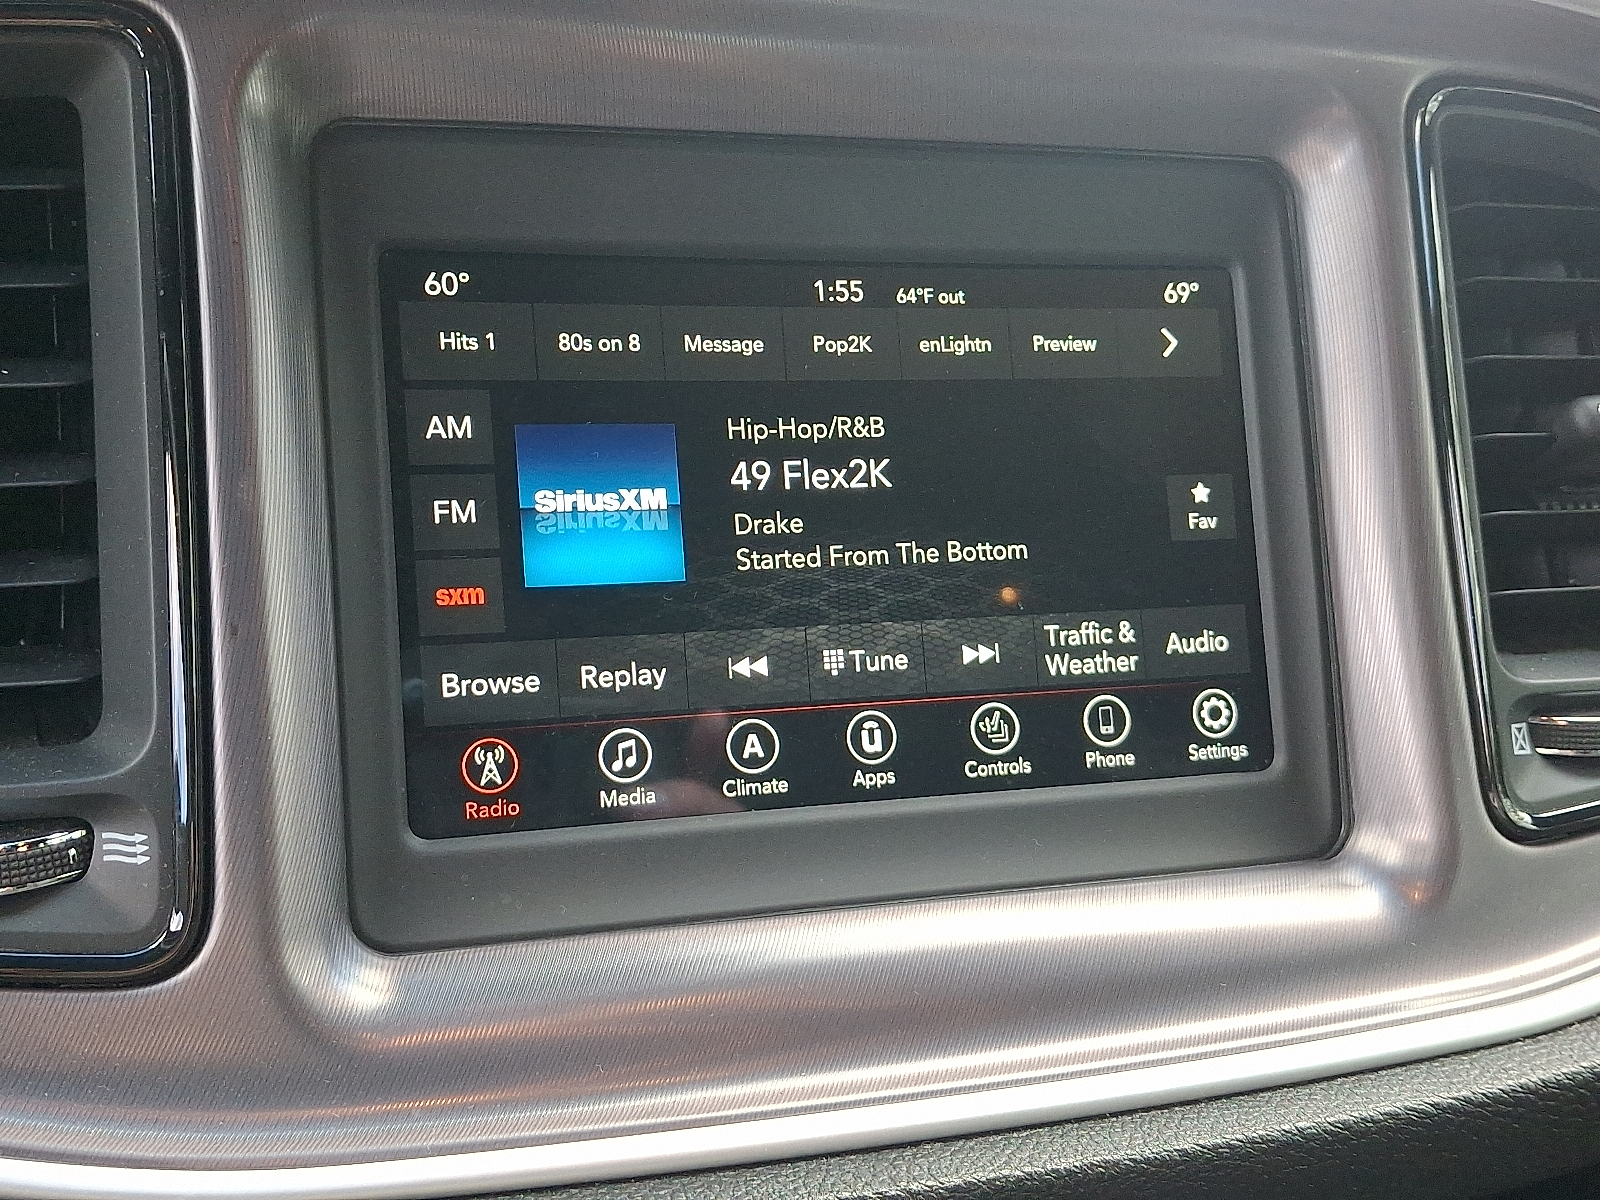 60° 1:55 64°F out 69°
Hits 1 80s on 8 Message Pop2K enLightn Preview
AM
FM
sxm
SiriusXM
Hip-Hop/R&B
49 Flex2K
Drake
Started From The Bottom
Fav
Browse Replay Tune Traffic & Weather Audio
Radio Media A Climate ü Apps Controls Phone Settings